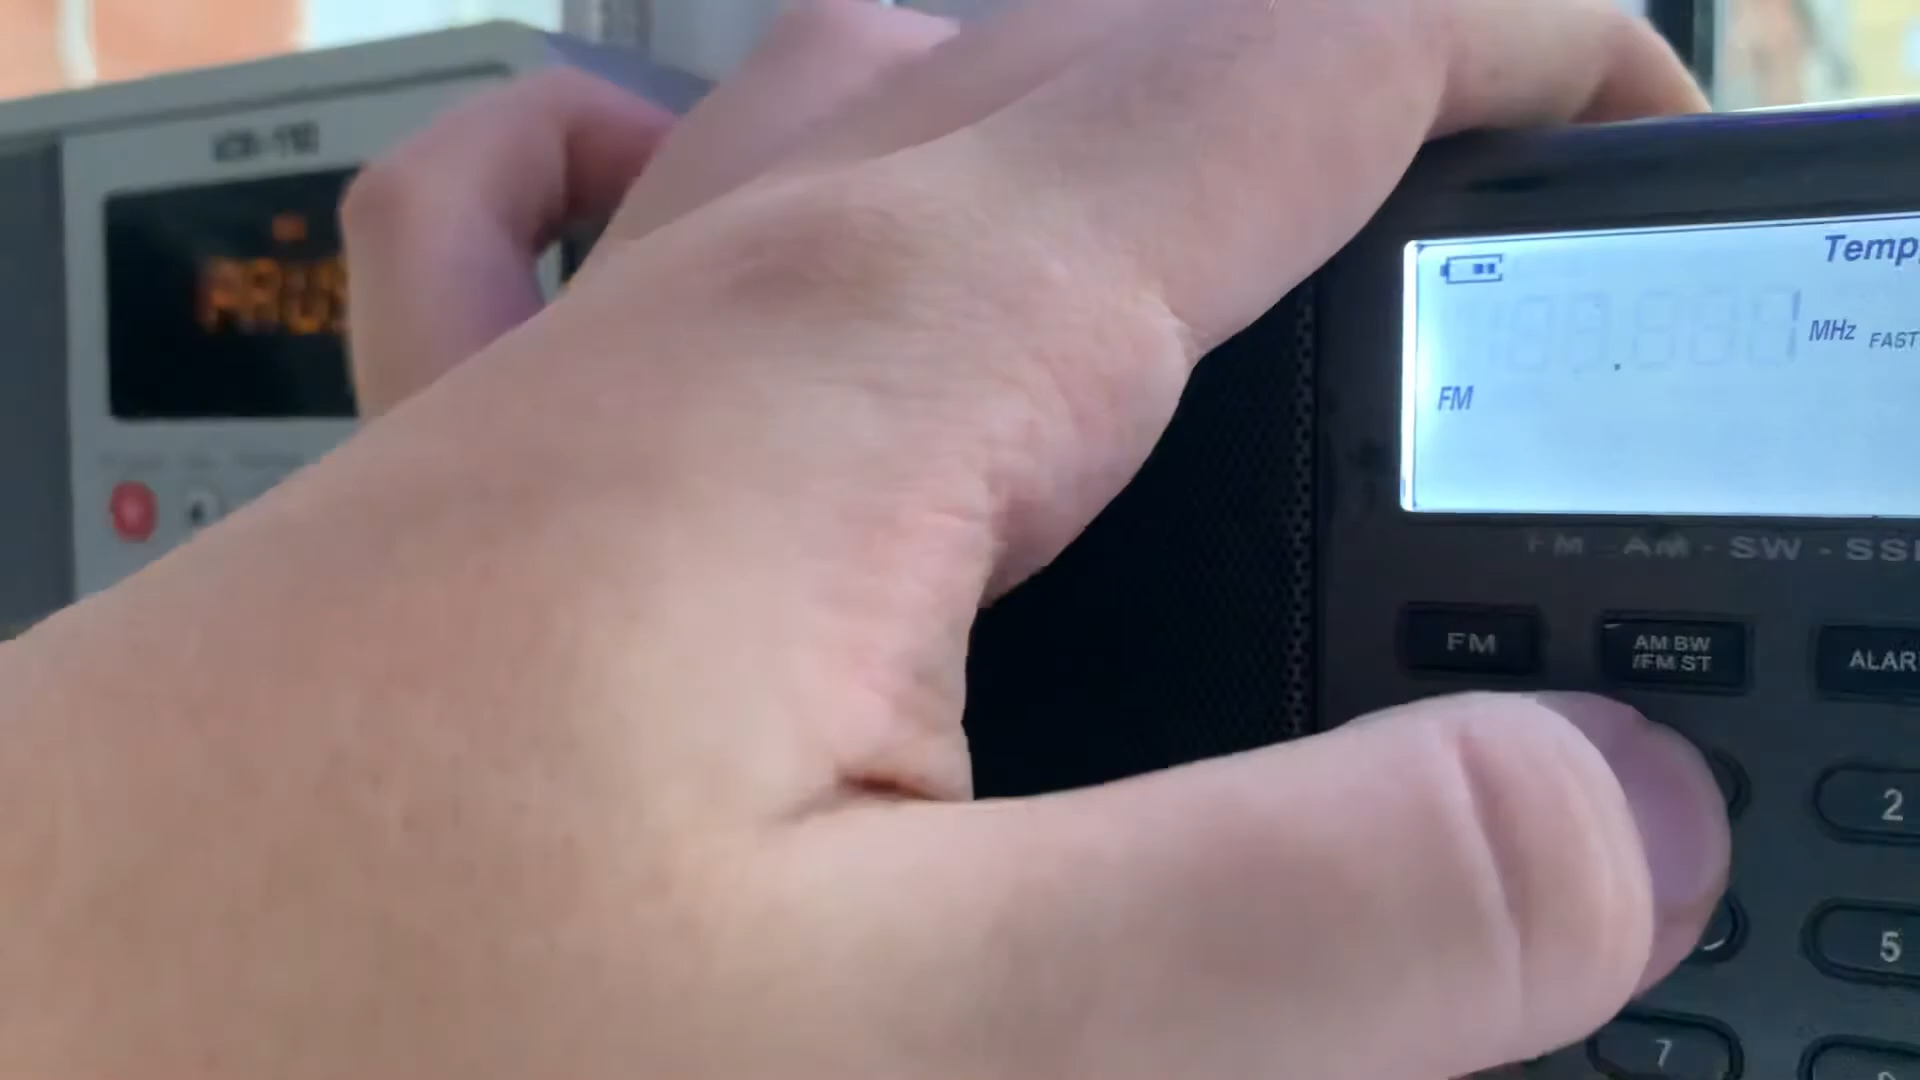 Temp
MHz FAST
FM
FM - AM - SW - SS
FM
AM BW
/FM ST
ALAR
2
5
7